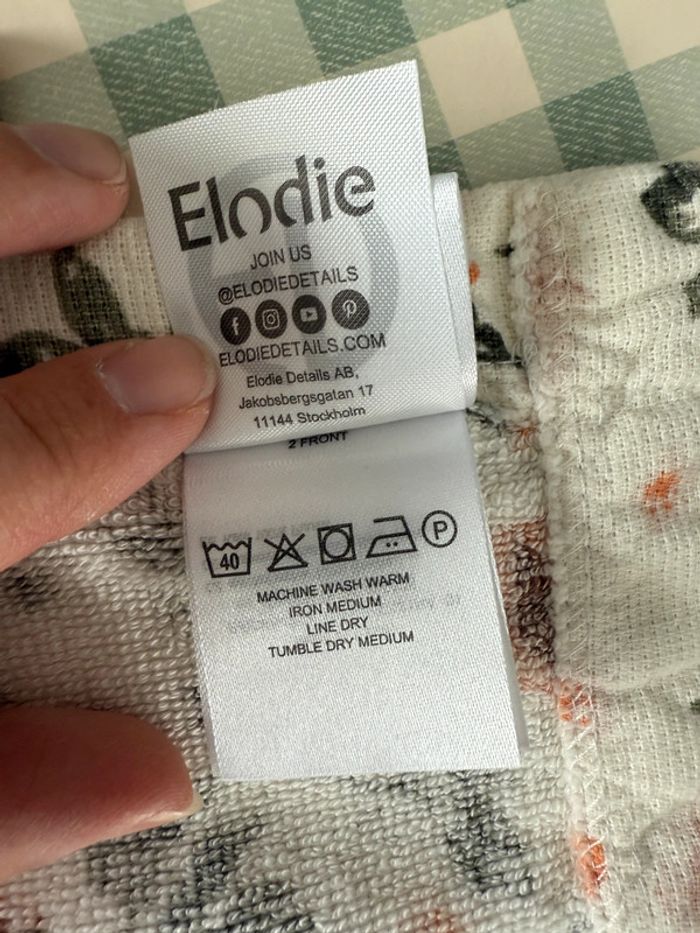 Elodie
JOIN US
@ELODIEDETAILS
ELODIEDETAILS.COM
Elodie Details AB,
Jakobsbergsgatan 17
11144 Stockholm
2 FRONT
40 P
MACHINE WASH WARM
IRON MEDIUM
LINE DRY
TUMBLE DRY MEDIUM